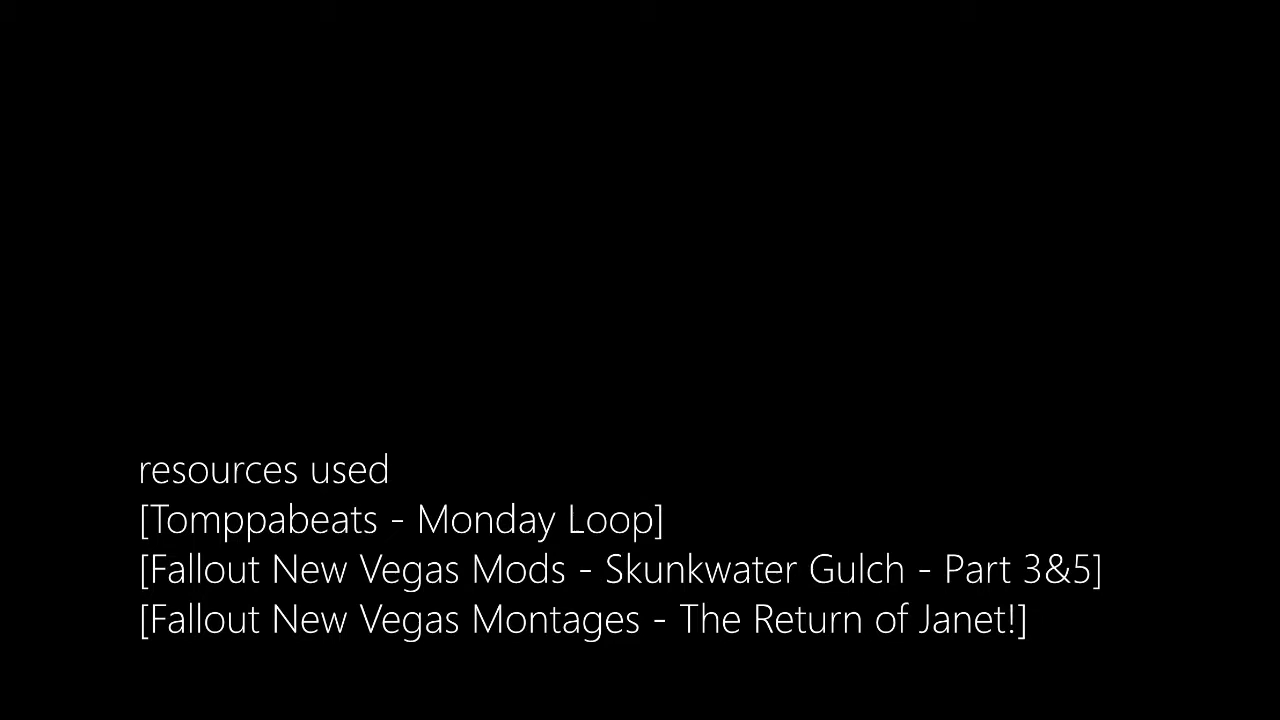 resources used
[Tomppabeats - Monday Loop]
[Fallout New Vegas Mods - Skunkwater Gulch - Part 3&5]
[Fallout New Vegas Montages - The Return of Janet!]